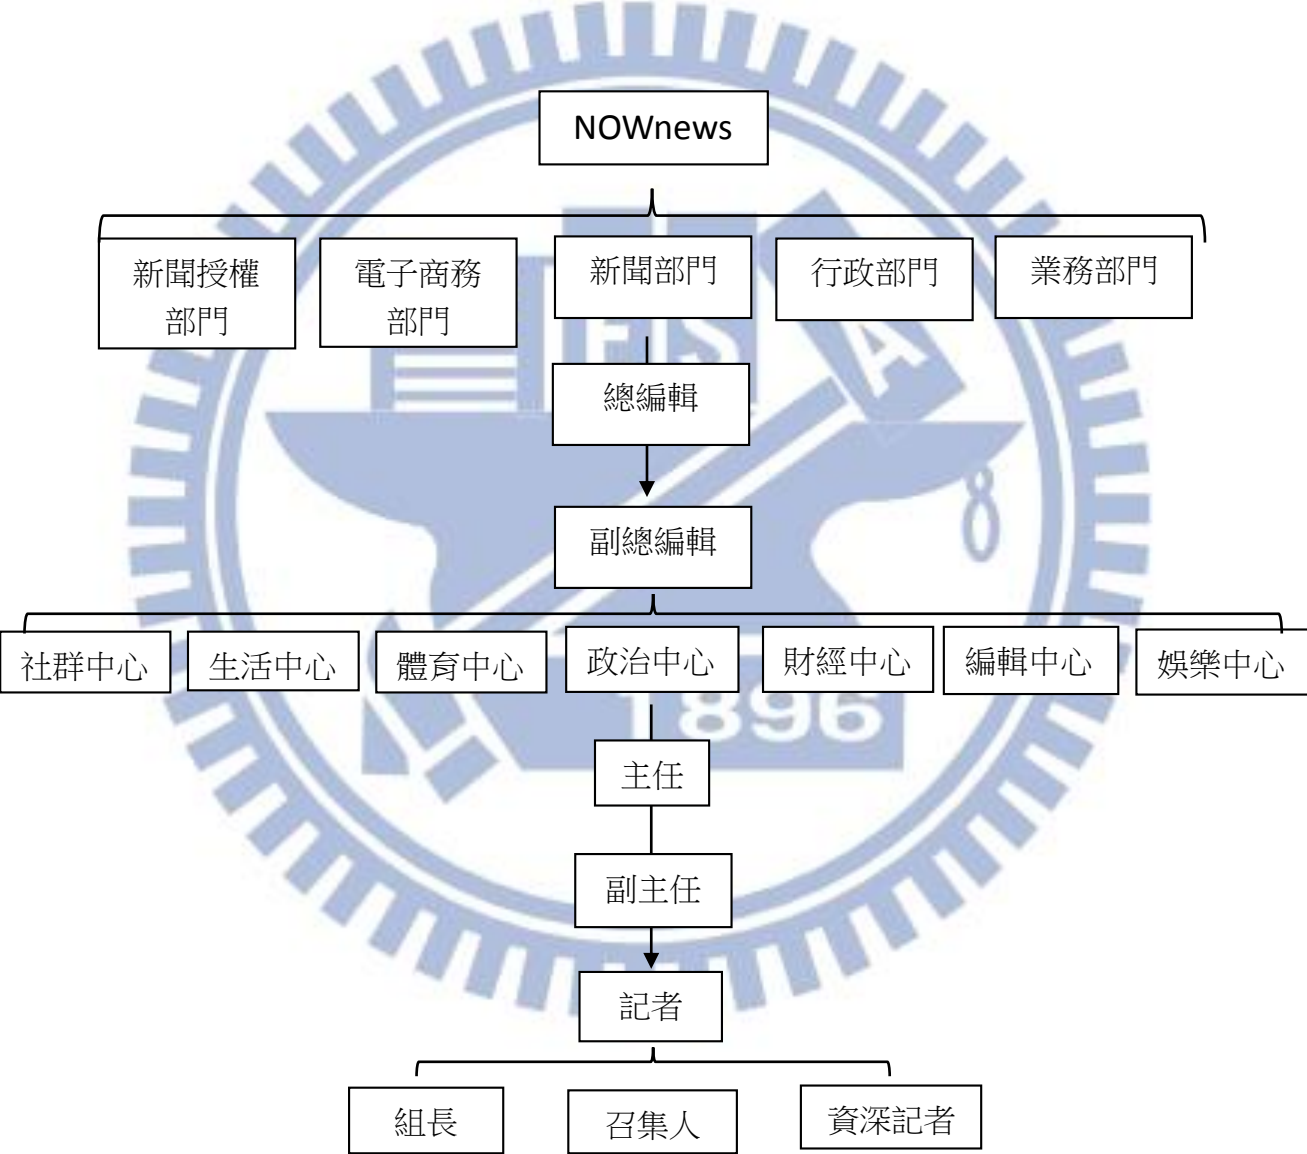 NOWnews
新聞授權
部門
電子商務
部門
新聞部門
行政部門
業務部門
ES
A
總編輯
副總編輯
社群中心
生活中心
體育中心
政治中心
財經中心
編輯中心
娛樂中心
1896
主任
副主任
記者
組長
召集人
資深記者